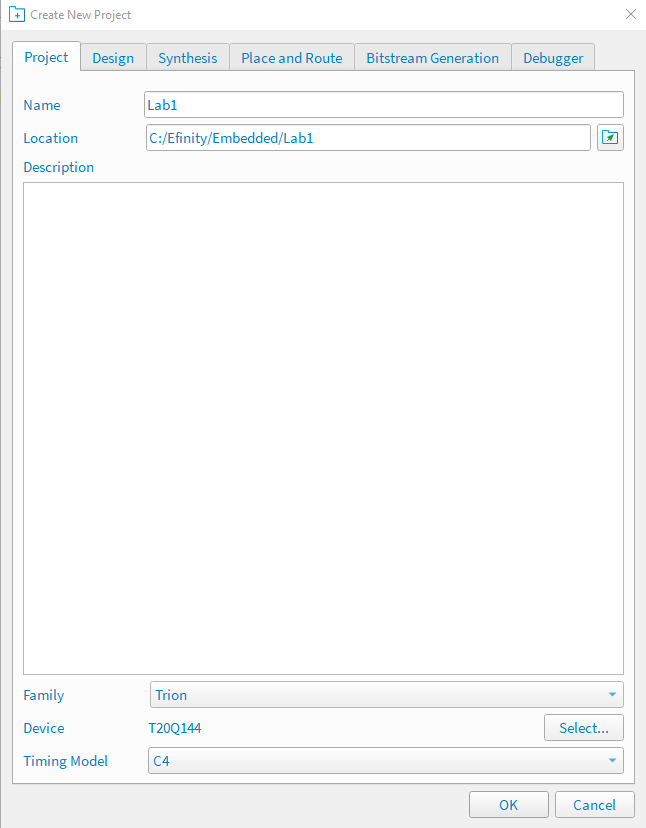 Create New Project
Project Design Synthesis Place and Route Bitstream Generation Debugger
Name Lab1
Location C:/Efinity/Embedded/Lab1
Description
Family Trion
Device T20Q144 Select...
Timing Model C4
OK Cancel